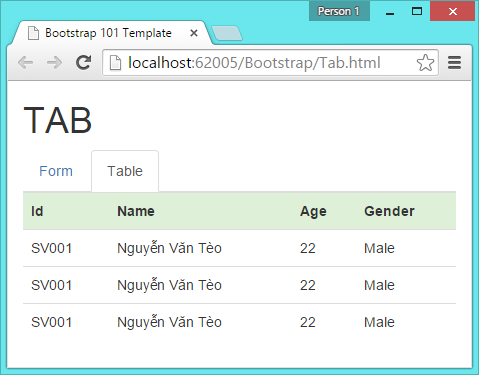 Person 1
Bootstrap 101 Template
localhost:62005/Bootstrap/Tab.html
TAB
Form Table
Id Name Age Gender
SV001 Nguyễn Văn Tèo 22 Male
SV001 Nguyễn Văn Tèo 22 Male
SV001 Nguyễn Văn Tèo 22 Male